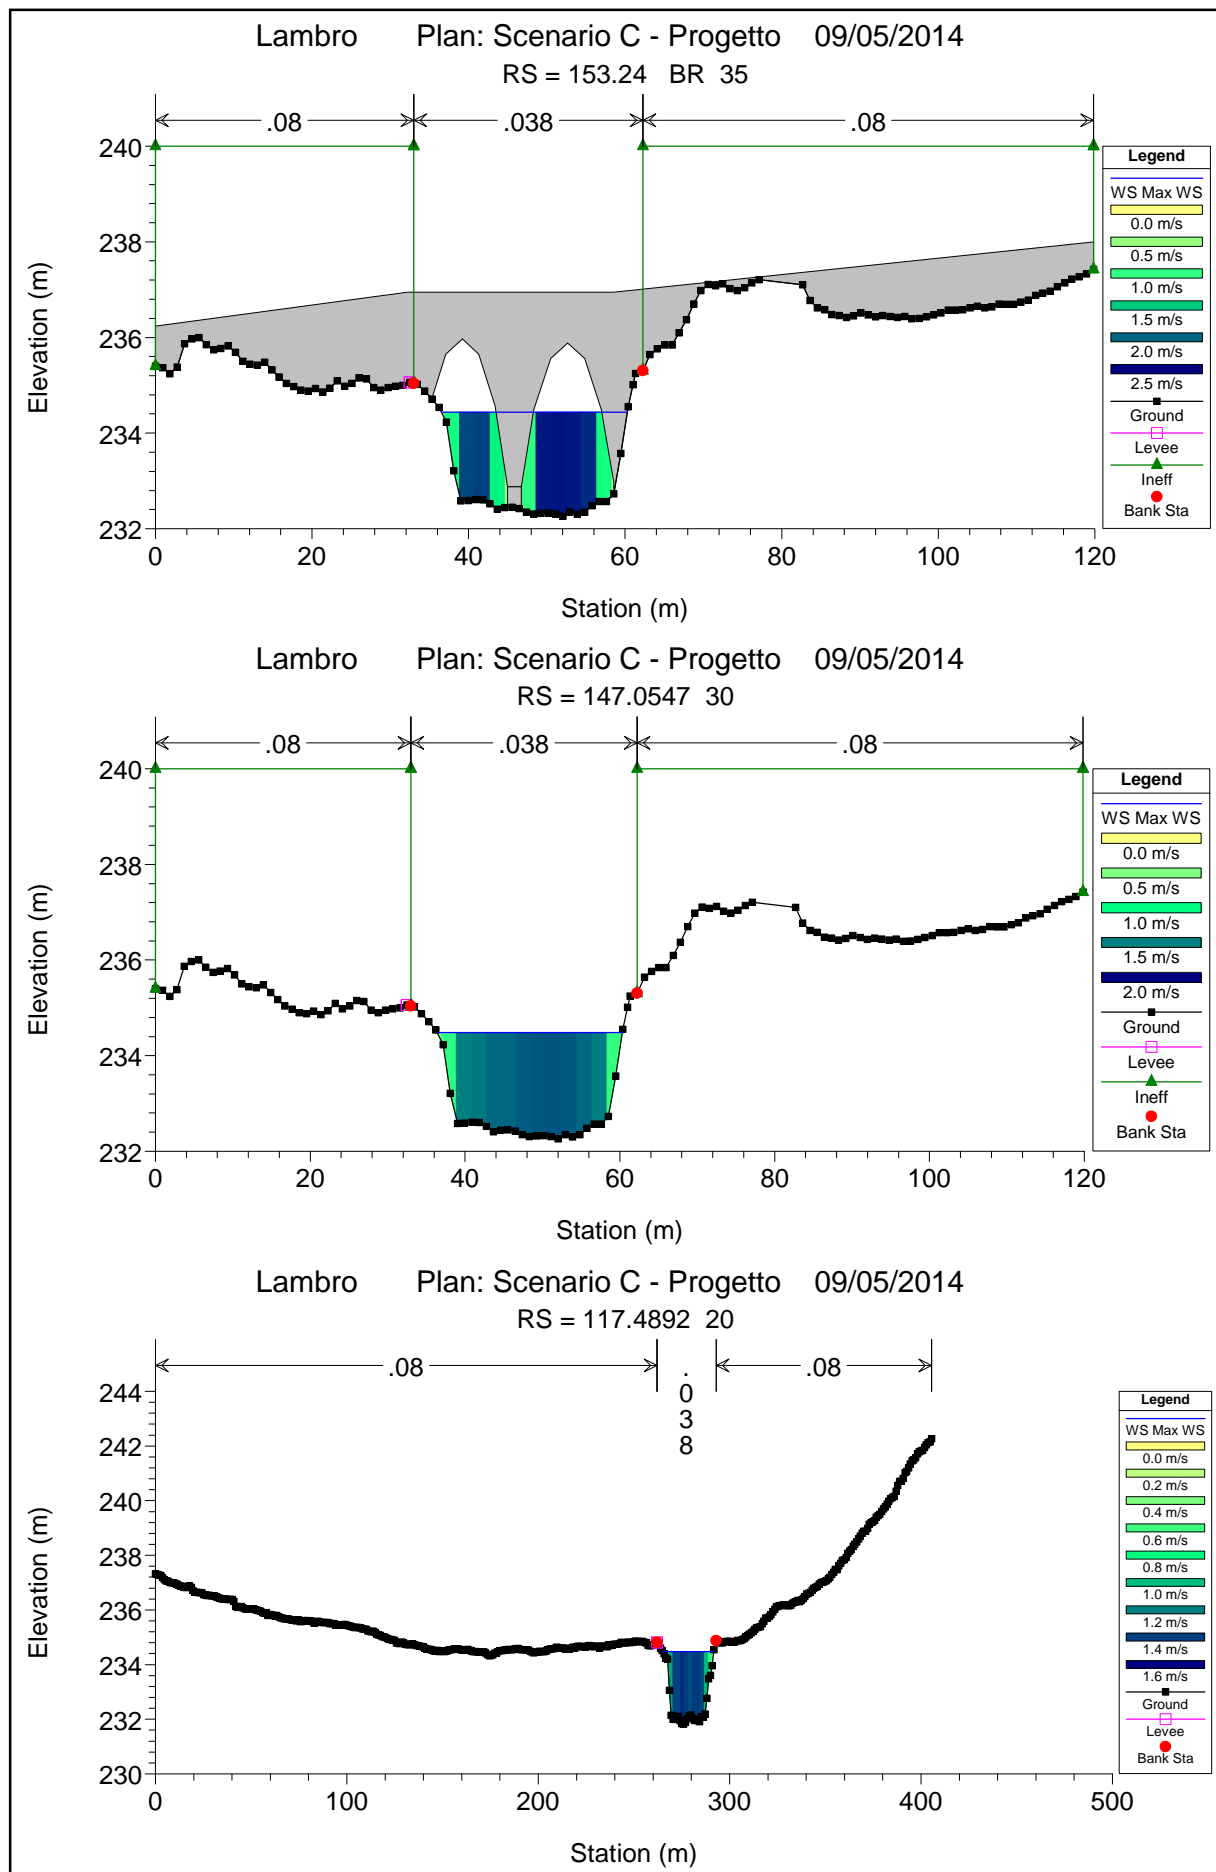 Lambro Plan: Scenario C - Progetto 09/05/2014
RS = 153.24 BR 35
.08 .038 .08
Elevation (m)
240
238
236
234
232
0 20 40 60 80 100 120
Station (m)
Legend
WS Max WS
0.0 m/s
0.5 m/s
1.0 m/s
1.5 m/s
2.0 m/s
2.5 m/s
Ground
Levee
Ineff
Bank Sta
Lambro Plan: Scenario C - Progetto 09/05/2014
RS = 147.0547 30
.08 .038 .08
Elevation (m)
240
238
236
234
232
0 20 40 60 80 100 120
Station (m)
Legend
WS Max WS
0.0 m/s
0.5 m/s
1.0 m/s
1.5 m/s
2.0 m/s
Ground
Levee
Ineff
Bank Sta
Lambro Plan: Scenario C - Progetto 09/05/2014
RS = 117.4892 20
.08 .038 .08
Elevation (m)
244
242
240
238
236
234
232
230
0 100 200 300 400 500
Station (m)
Legend
WS Max WS
0.0 m/s
0.2 m/s
0.4 m/s
0.6 m/s
0.8 m/s
1.0 m/s
1.2 m/s
1.4 m/s
1.6 m/s
Ground
Levee
Bank Sta